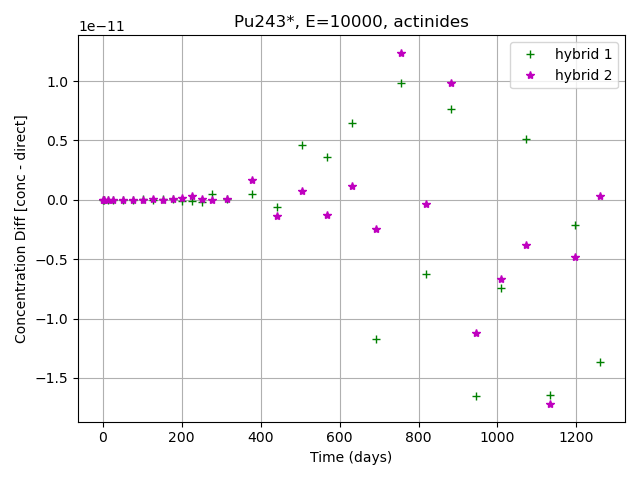 Pu243*, E=10000, actinides
1e−11
hybrid 1
hybrid 2
1.0
0.5
0.0
−0.5
−1.0
−1.5
Concentration Diff [conc - direct]
0 200 400 600 800 1000 1200
Time (days)